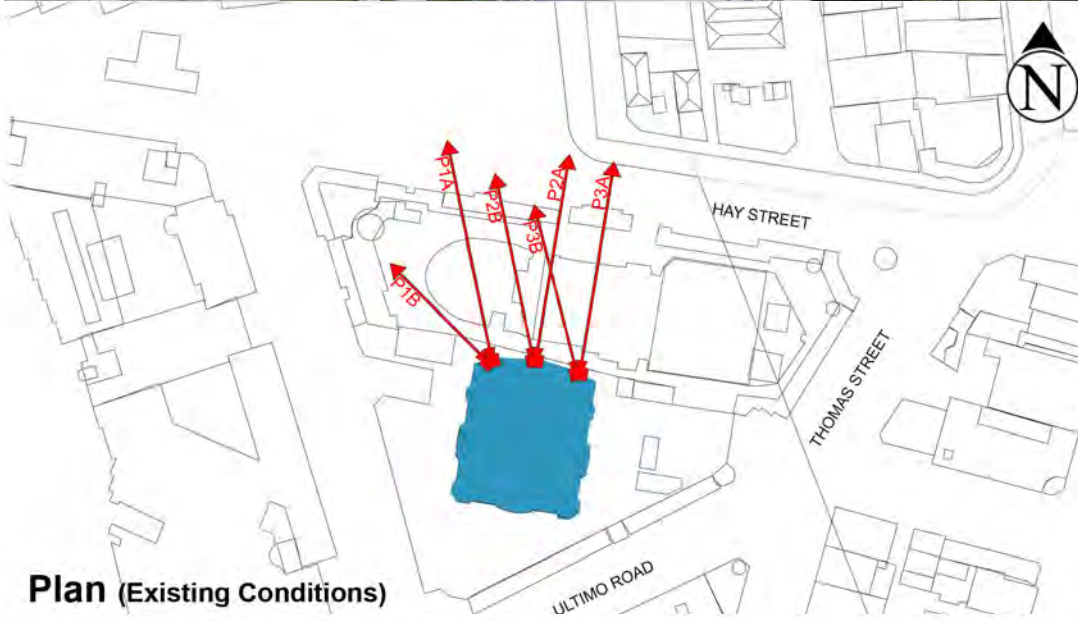 N
P1A
P2B
P2A
P3A
P3B
P1B
HAY STREET
THOMAS STREET
ULTIMO ROAD
Plan (Existing Conditions)